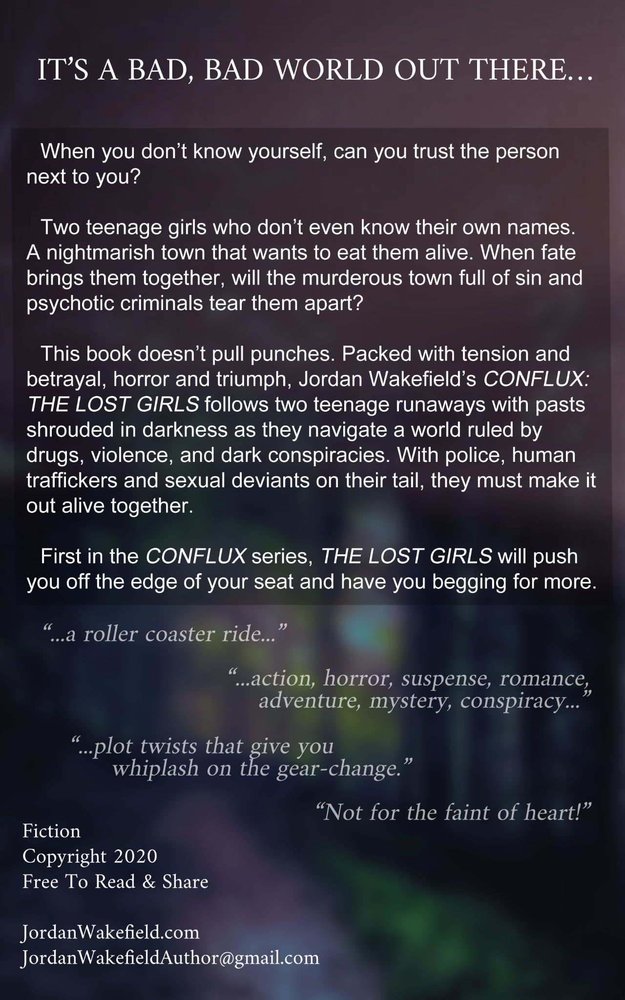 IT’S A BAD, BAD WORLD OUT THERE…
When you don’t know yourself, can you trust the person
next to you?
Two teenage girls who don’t even know their own names.
A nightmarish town that wants to eat them alive. When fate
brings them together, will the murderous town full of sin and
psychotic criminals tear them apart?
This book doesn’t pull punches. Packed with tension and
betrayal, horror and triumph, Jordan Wakefield’s CONFLUX:
THE LOST GIRLS follows two teenage runaways with pasts
shrouded in darkness as they navigate a world ruled by
drugs, violence, and dark conspiracies. With police, human
traffickers and sexual deviants on their tail, they must make it
out alive together.
First in the CONFLUX series, THE LOST GIRLS will push
you off the edge of your seat and have you begging for more.
“...a roller coaster ride...”
“...action, horror, suspense, romance,
adventure, mystery, conspiracy...”
“...plot twists that give you
whiplash on the gear-change.”
“Not for the faint of heart!”
Fiction
Copyright 2020
Free To Read & Share
JordanWakefield.com
JordanWakefieldAuthor@gmail.com